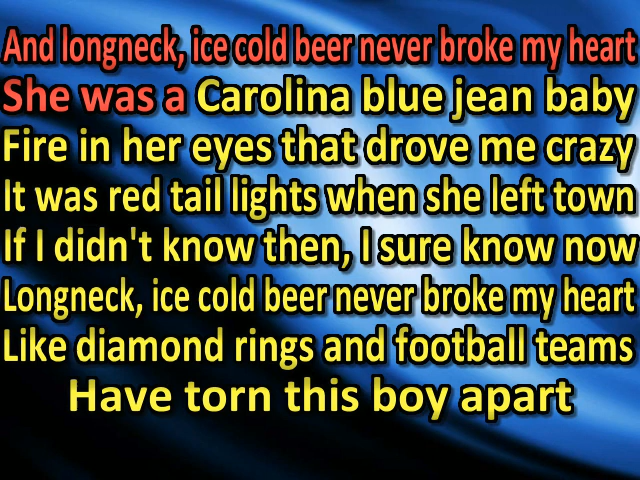 And longneck, ice cold beer never broke my heart
She was a Carolina blue jean baby
Fire in her eyes that drove me crazy
It was red tail lights when she left town
If I didn't know then, I sure know now
Longneck, ice cold beer never broke my heart
Like diamond rings and football teams
Have torn this boy apart